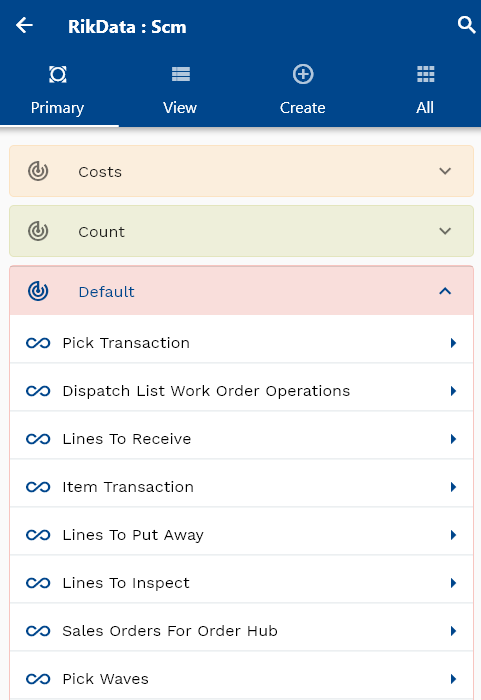 RikData : Scm
Primary
View
Create
All
Costs
Count
Default
Pick Transaction
Dispatch List Work Order Operations
Lines To Receive
Item Transaction
Lines To Put Away
Lines To Inspect
Sales Orders For Order Hub
Pick Waves